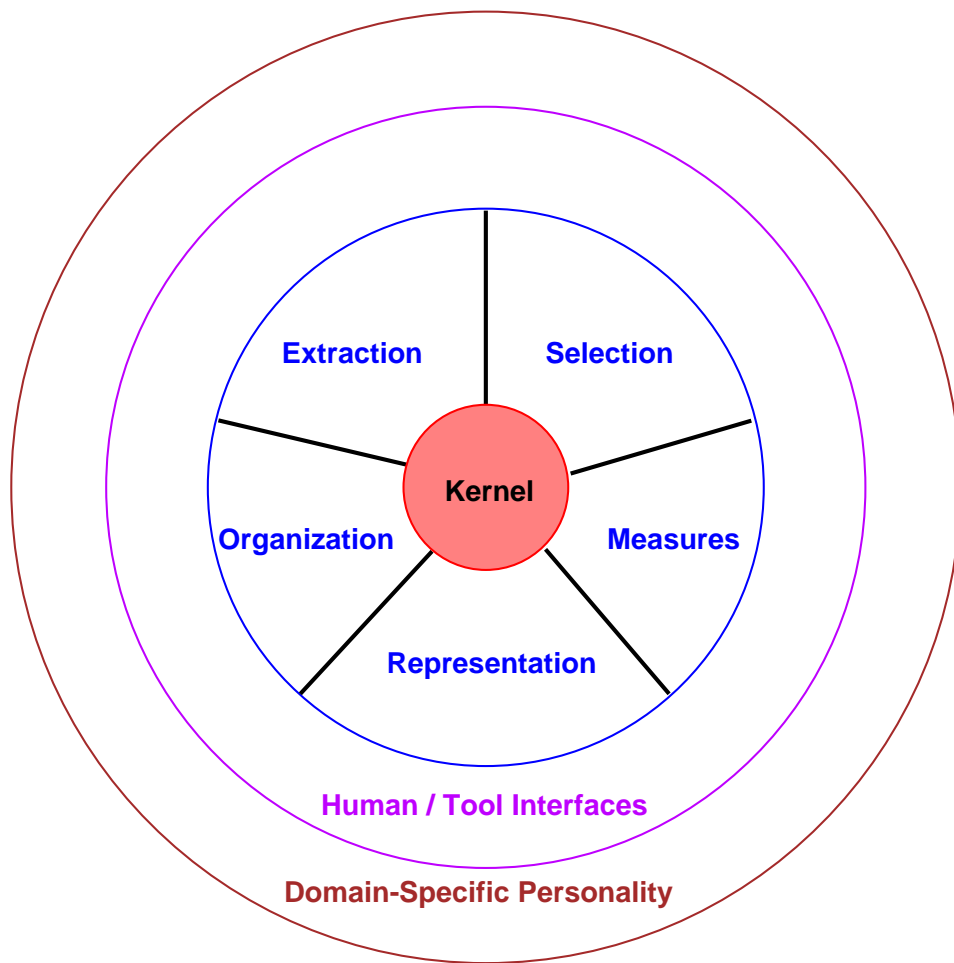 Extraction
Selection
Kernel
Organization
Measures
Representation
Human / Tool Interfaces
Domain-Specific Personality